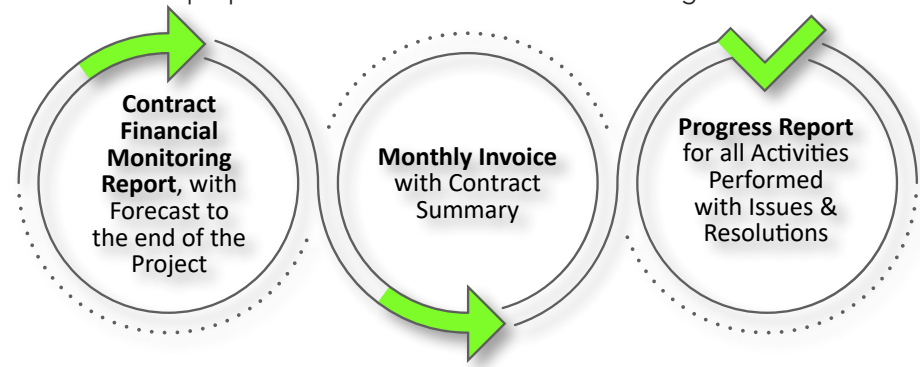 Contract
Financial
Monitoring
Report, with
Forecast to
the end of the
Project
Monthly Invoice
with Contract
Summary
Progress Report
for all Activities
Performed
with Issues &
Resolutions